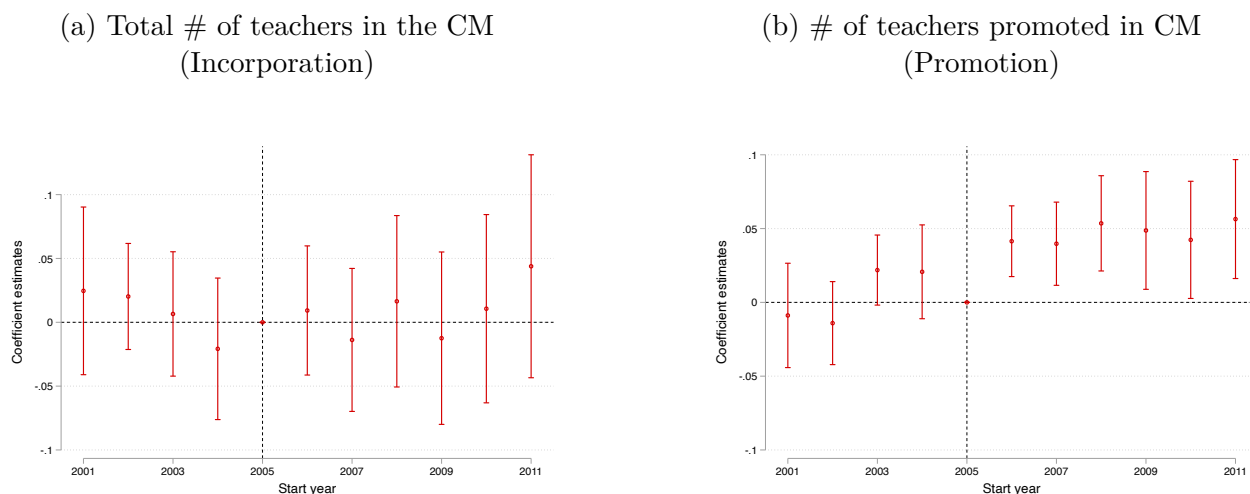 (a) Total # of teachers in the CM
(Incorporation)
.1
.05
0
-.05
-.1
Coefficient estimates
2001 2003 2005 2007 2009 2011
Start year
(b) # of teachers promoted in CM
(Promotion)
.1
.05
0
-.05
-.1
Coefficient estimates
2001 2003 2005 2007 2009 2011
Start year